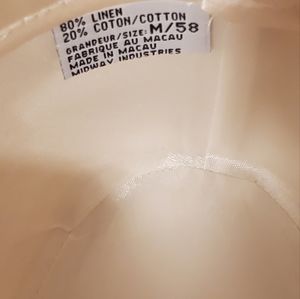 80% LINEN
20% COTON/COTTON
GRANDEUR/SIZE: M/58
FABRIQUE AU MACAU
MADE IN MACAU
MIDWAY INDUSTRIES